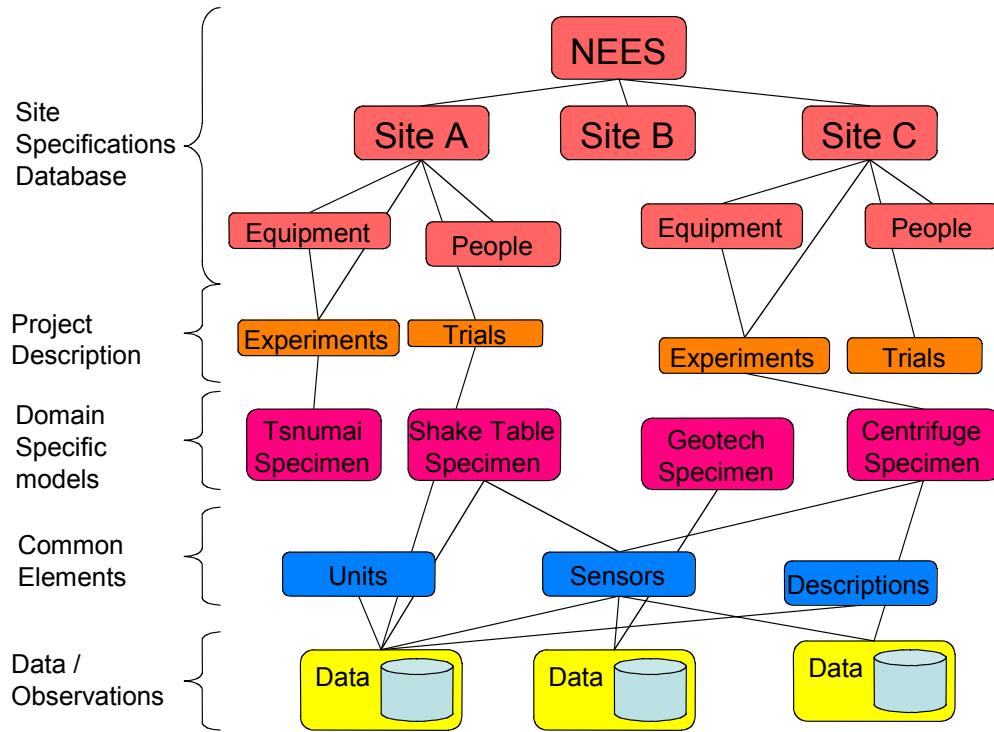 NEES
Site
Specifications
Database
Site A
Site B
Site C
Equipment
People
Equipment
People
Project
Description
Experiments
Trials
Experiments
Trials
Domain
Specific
models
Tsnumai
Specimen
Shake Table
Specimen
Geotech
Specimen
Centrifuge
Specimen
Common
Elements
Units
Sensors
Descriptions
Data /
Observations
Data
Data
Data